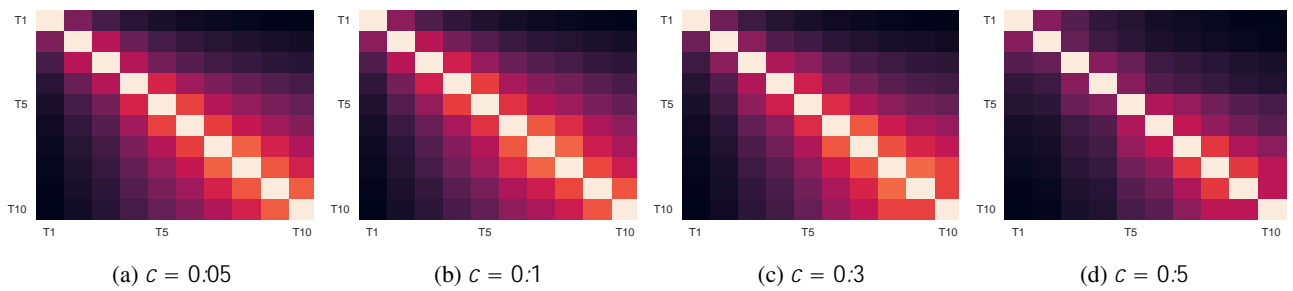 T1
T5
T10
T1
T5
T10
T1
T5
T10
T1
T5
T10
T1
T5
T10
T1
T5
T10
T1
T5
T10
T1
T5
T10
(a) c = 0:05
(b) c = 0:1
(c) c = 0:3
(d) c = 0:5